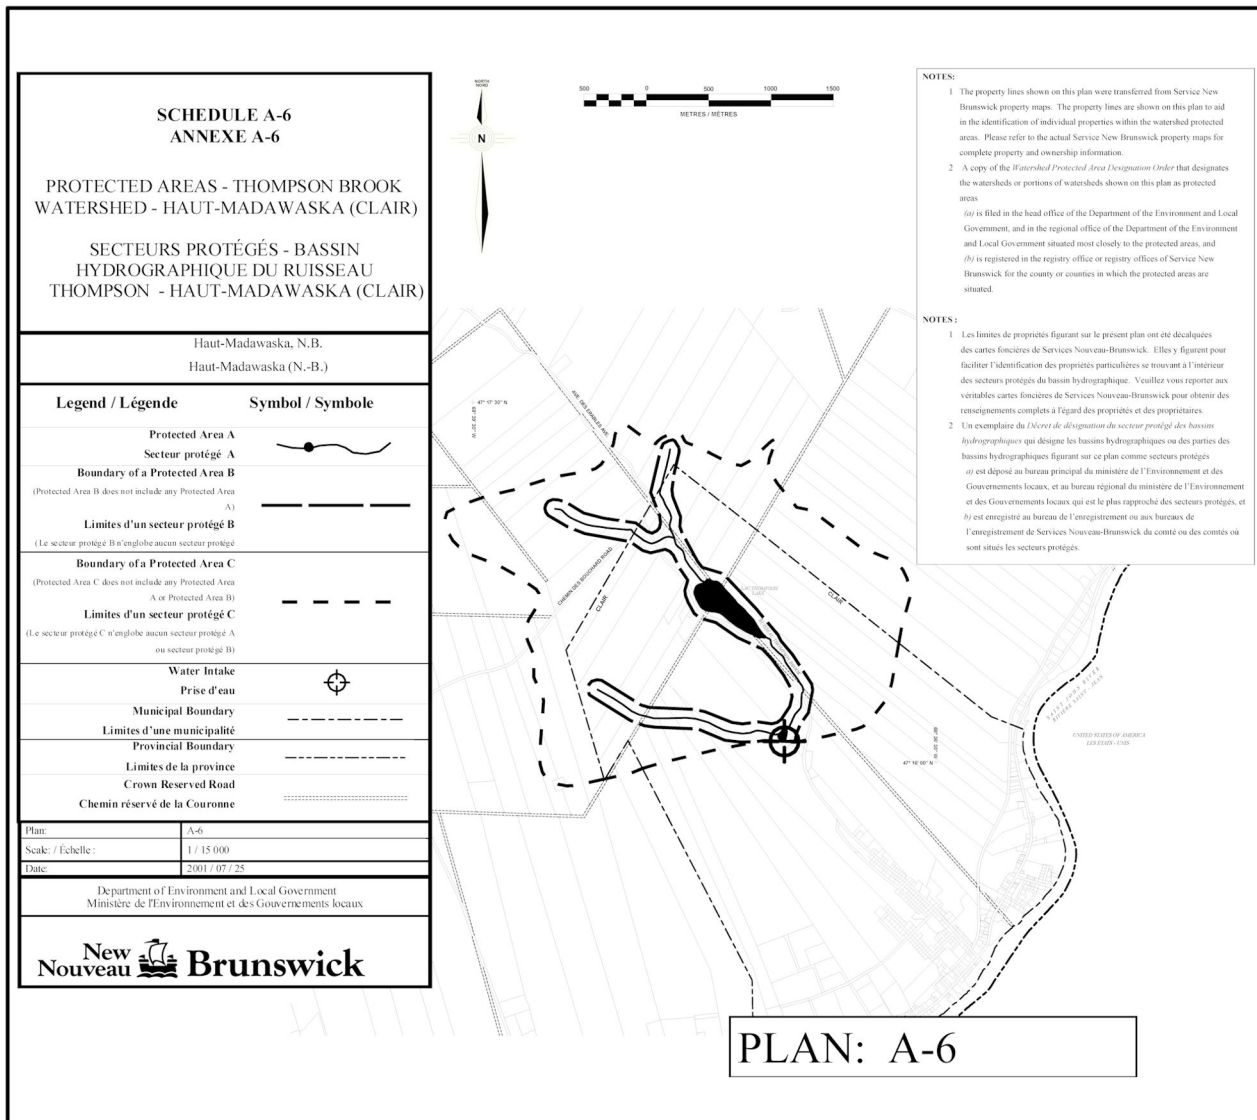 SCHEDULE A-6
ANNEXE A-6
PROTECTED AREAS - THOMPSON BROOK
WATERSHED - HAUT-MADAWASKA (CLAIR)
SECTEURS PROTÉGÉS - BASSIN
HYDROGRAPHIQUE DU RUISSEAU
THOMPSON - HAUT-MADAWASKA (CLAIR)
Haut-Madawaska, N.B.
Haut-Madawaska (N.-B.)
Legend / Légende Symbol / Symbole
Protected Area A
Secteur protégé A
Boundary of a Protected Area B
(Protected Area B does not include any Protected Area
A)
Limites d'un secteur protégé B
(Le secteur protégé B n'englobe aucun secteur protégé
Boundary of a Protected Area C
(Protected Area C does not include any Protected Area
A or Protected Area B)
Limites d'un secteur protégé C
(Le secteur protégé C n'englobe aucun secteur protégé A
ou secteur protégé B)
Water Intake
Prise d'eau
Municipal Boundary
Limites d'une municipalité
Provincial Boundary
Limites de la province
Crown Reserved Road
Chemin réservé de la Couronne
Plan: A-6
Scale: / Échelle : 1 / 15 000
Date: 2001 / 07 / 25
Department of Environment and Local Government
Ministère de l'Environnement et des Gouvernements locaux
New
Nouveau Brunswick
NORTH
NORD
N
500 0 500 1000 1500
METRES / MÈTRES
NOTES:
1 The property lines shown on this plan were transferred from Service New
Brunswick property maps. The property lines are shown on this plan to aid
in the identification of individual properties within the watershed protected
areas. Please refer to the actual Service New Brunswick property maps for
complete property and ownership information.
2 A copy of the Watershed Protected Area Designation Order that designates
the watersheds or portions of watersheds shown on this plan as protected
areas
(a) is filed in the head office of the Department of the Environment and Local
Government, and in the regional office of the Department of the Environment
and Local Government situated most closely to the protected areas, and
(b) is registered in the registry office or registry offices of Service New
Brunswick for the county or counties in which the protected areas are
situated.
NOTES :
1 Les limites de propriétés figurant sur le présent plan ont été décalquées
des cartes foncières de Services Nouveau-Brunswick. Elles y figurent pour
faciliter l'identification des propriétés particulières se trouvant à l'intérieur
des secteurs protégés du bassin hydrographique. Veuillez vous reporter aux
véritables cartes foncières de Services Nouveau-Brunswick pour obtenir des
renseignements complets à l'égard des propriétés et des propriétaires.
2 Un exemplaire du Décret de désignation du secteur protégé des bassins
hydrographiques qui désigne les bassins hydrographiques ou des parties des
bassins hydrographiques figurant sur ce plan comme secteurs protégés
a) est déposé au bureau principal du ministère de l'Environnement et des
Gouvernements locaux, et au bureau régional du ministère de l'Environnement
et des Gouvernements locaux qui est le plus rapproché des secteurs protégés, et
b) est enregistré au bureau de l'enregistrement ou aux bureaux de
l'enregistrement de Services Nouveau-Brunswick du comté ou des comtés où
sont situés les secteurs protégés.
AVE. DES ERABLES AVE.
47° 17' 30" N
CHEMIN DES BOUCHARD ROAD
CLAIR
CLAIR
47° 16' 00" N
SAINT JOHN RIVER
RIVIÈRE SAINT - JEAN
UNITED STATES OF AMERICA
LES ÉTATS - UNIS
PLAN: A-6